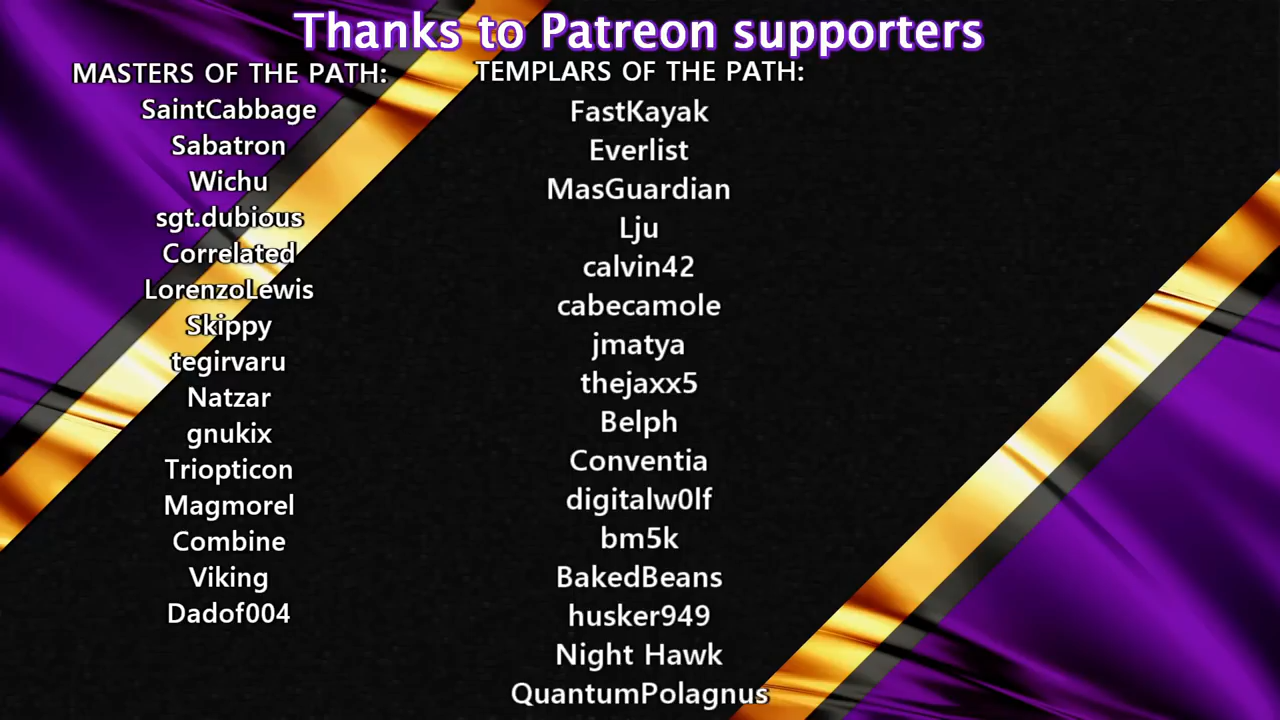 Thanks to Patreon supporters
MASTERS OF THE PATH:
SaintCabbage
Sabatron
Wichu
sgt.dubious
Correlated
LorenzoLewis
Skippy
tegirvaru
Natzar
gnukix
Triopticon
Magmorel
Combine
Viking
Dadof004
TEMPLARS OF THE PATH:
FastKayak
Everlist
MasGuardian
Lju
calvin42
cabecamole
jmatya
thejaxx5
Belph
Conventia
digitalw0lf
bm5k
BakedBeans
husker949
Night Hawk
QuantumPolagnus